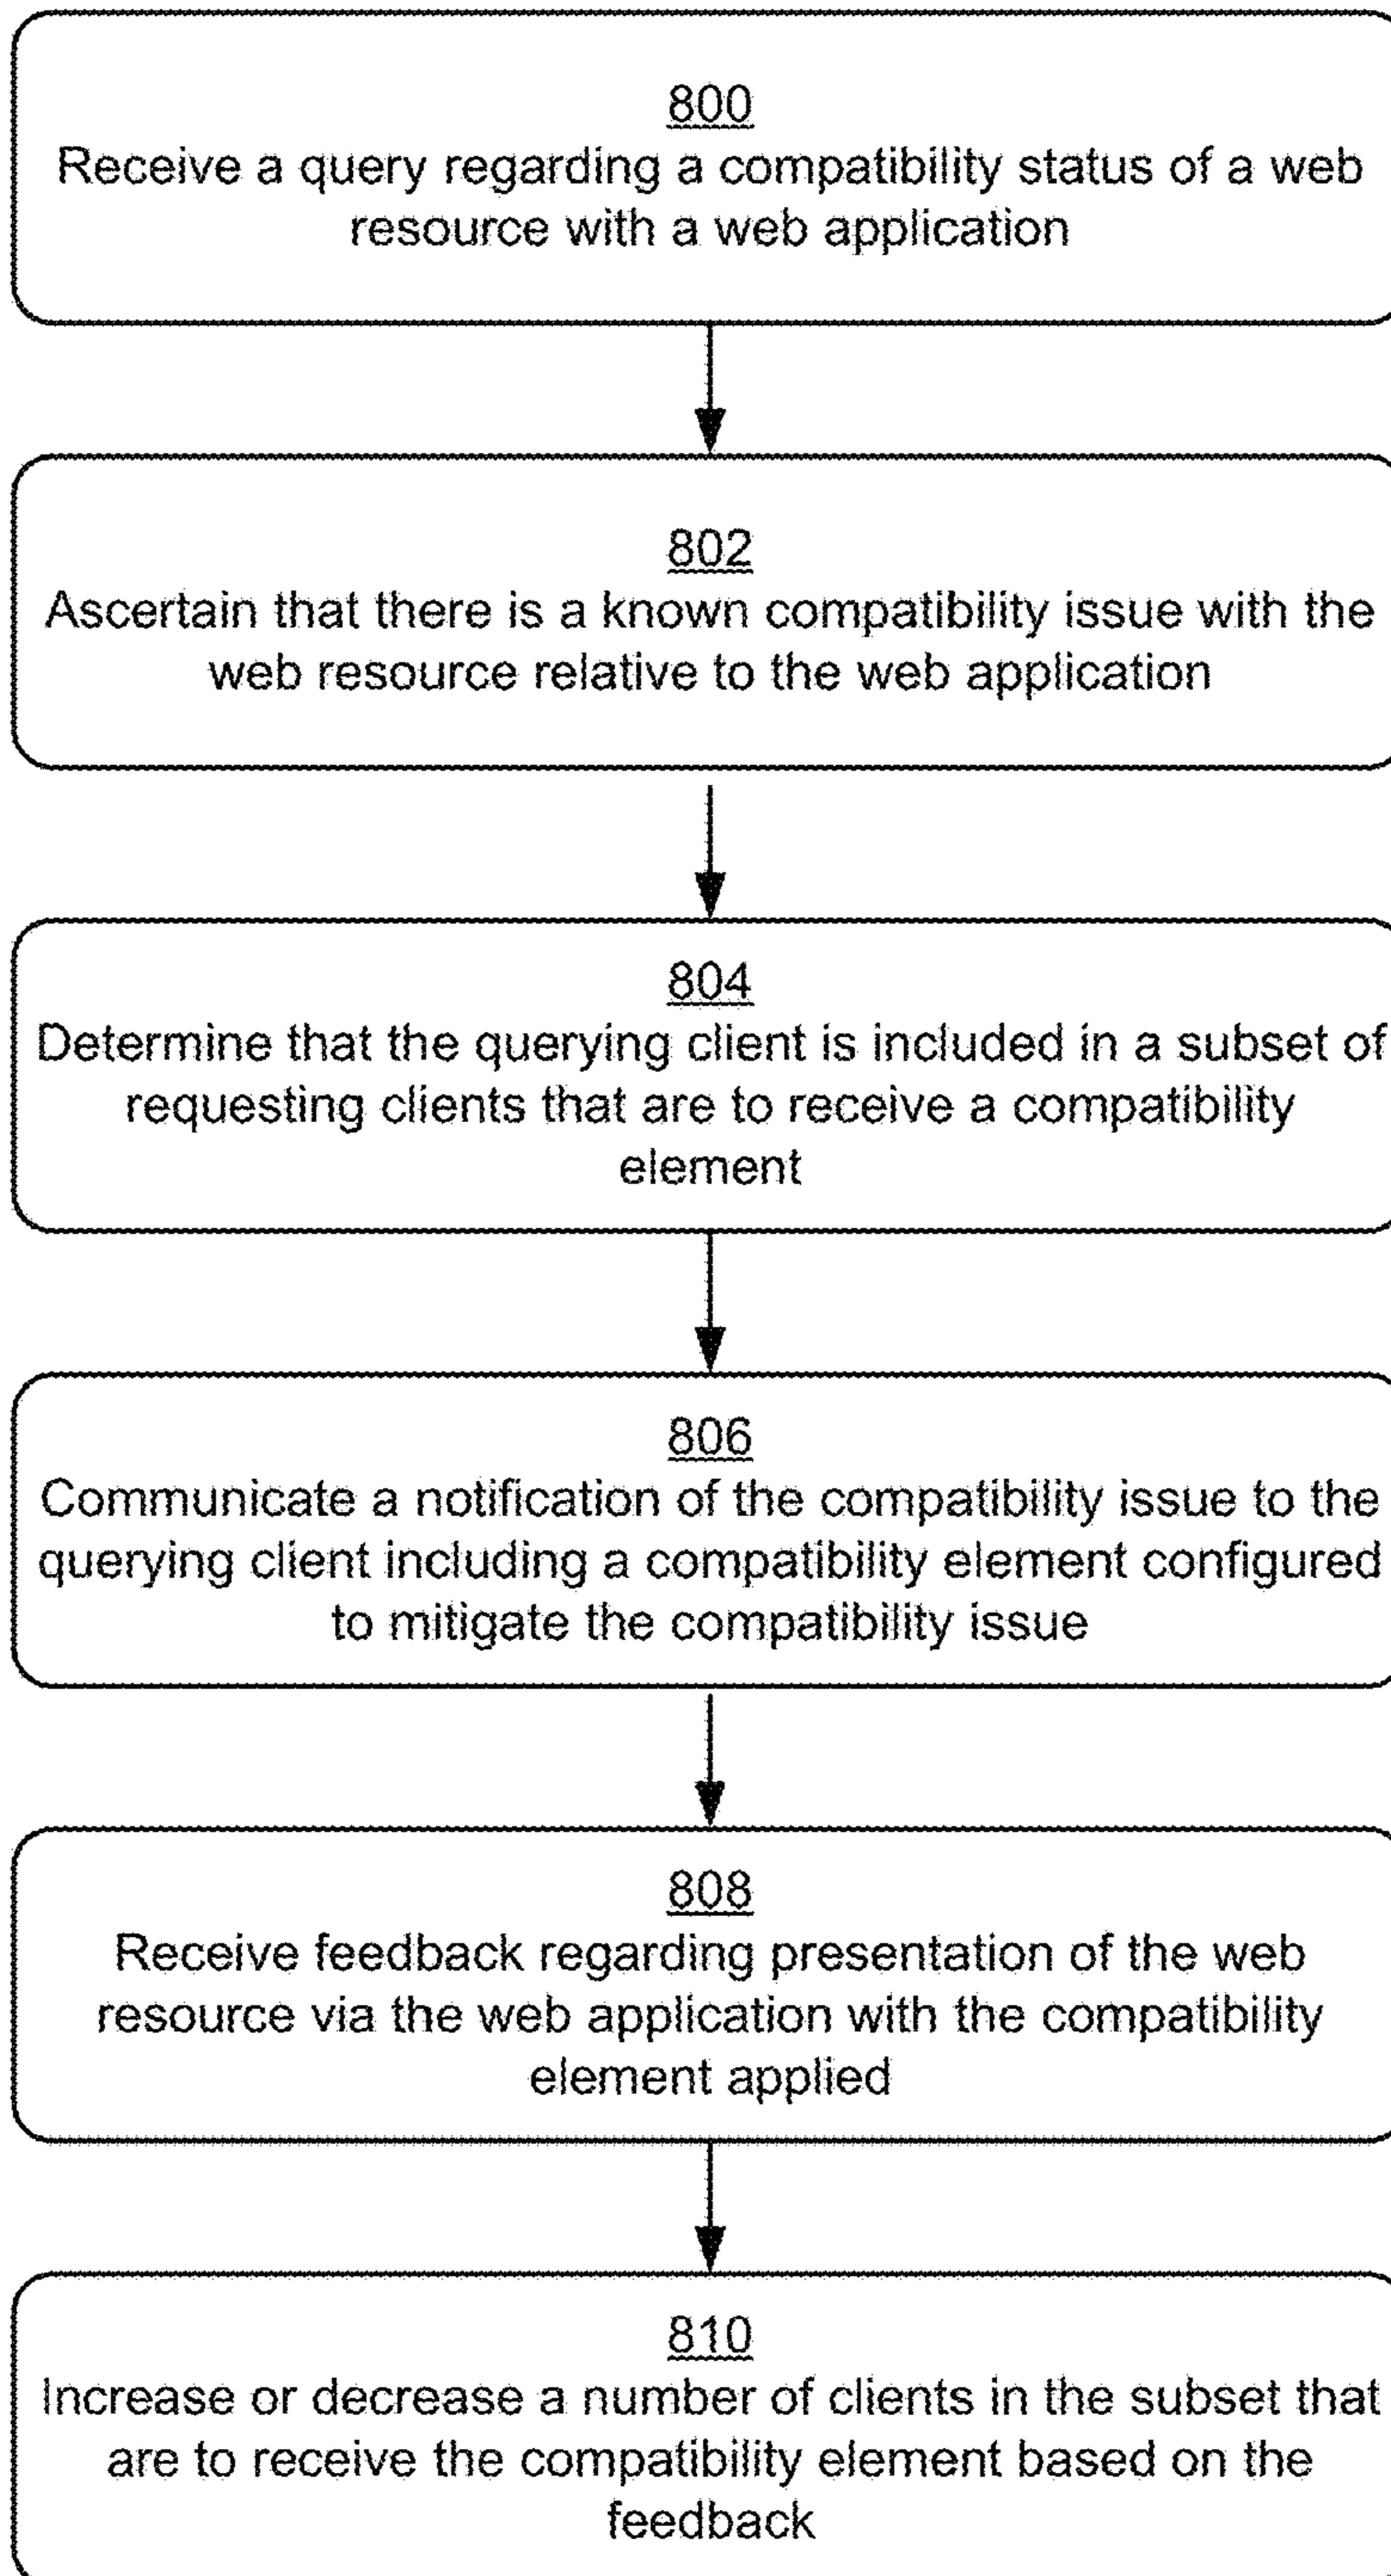 800
Receive a query regarding a compatibility status of a web
resource with a web application
802
Ascertain that there is a known compatibility issue with the
web resource relative to the web application
804
Determine that the querying client is included in a subset of
requesting clients that are to receive a compatibility
element
806
Communicate a notification of the compatibility issue to the
querying client including a compatibility element configured
to mitigate the compatibility issue
808
Receive feedback regarding presentation of the web
resource via the web application with the compatibility
element applied
810
Increase or decrease a number of clients in the subset that
are to receive the compatibility element based on the
feedback